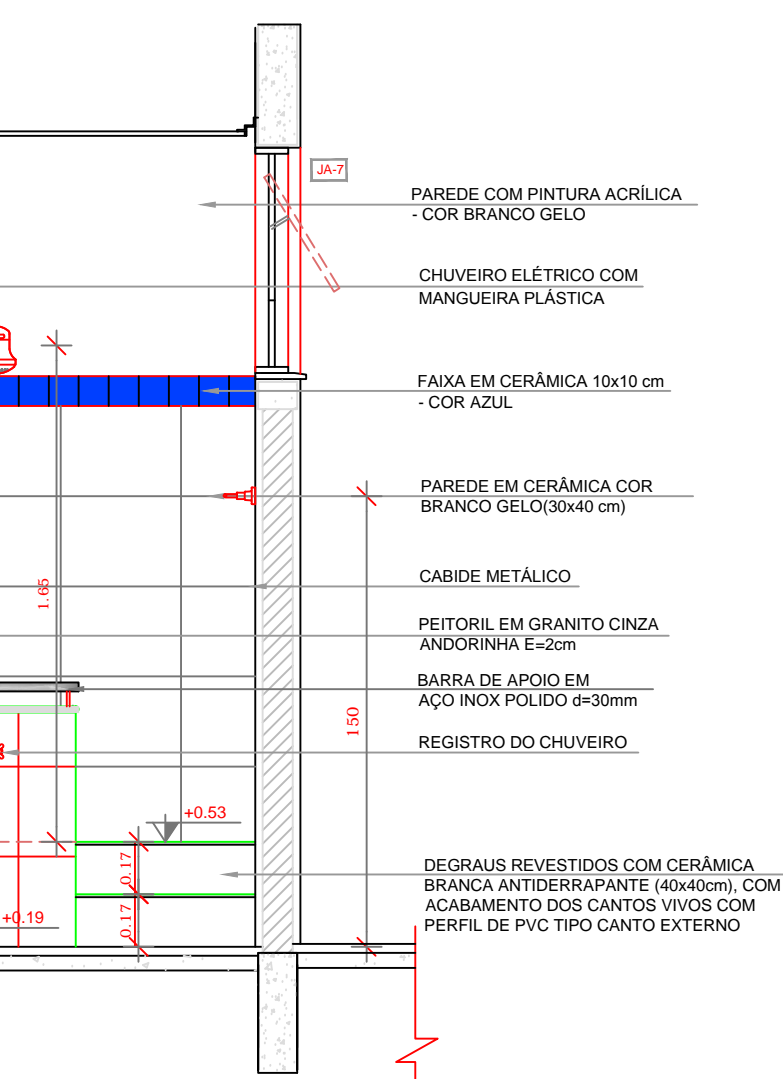 JA-7
PAREDE COM PINTURA ACRÍLICA
- COR BRANCO GELO
CHUVEIRO ELÉTRICO COM
MANGUEIRA PLÁSTICA
FAIXA EM CERÂMICA 10x10 cm
- COR AZUL
PAREDE EM CERÂMICA COR
BRANCO GELO(30x40 cm)
CABIDE METÁLICO
1.65
PEITORIL EM GRANITO CINZA
ANDORINHA E=2cm
BARRA DE APOIO EM
AÇO INOX POLIDO d=30mm
150
REGISTRO DO CHUVEIRO
+0.53
0.17
DEGRAUS REVESTIDOS COM CERÂMICA
BRANCA ANTIDERRAPANTE (40x40cm), COM
ACABAMENTO DOS CANTOS VIVOS COM
PERFIL DE PVC TIPO CANTO EXTERNO
+0.19
0.17